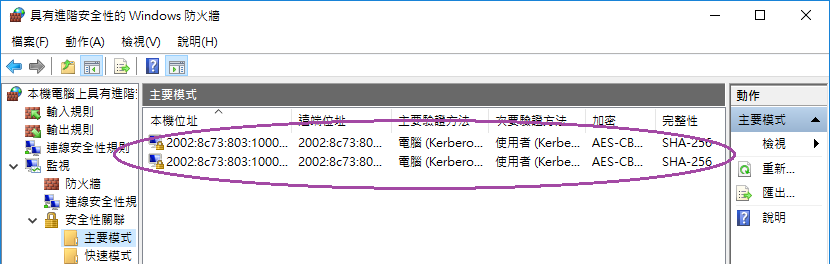 具有進階安全性的 Windows 防火牆
檔案(F) 動作(A) 檢視(V) 說明(H)
本機電腦上具有進階
輸入規則
輸出規則
連線安全性規則
監視
防火牆
連線安全性規
安全性關聯
主要模式
快速模式
主要模式
本機位址 遠端位址 主要驗證方法 次要驗證方法 加密 完整性
2002:8c73:803:1000... 2002:8c73:80... 電腦 (Kerbero... 使用者 (Kerbe... AES-CB... SHA-256
2002:8c73:803:1000... 2002:8c73:80... 電腦 (Kerbero... 使用者 (Kerbe... AES-CB... SHA-256
動作
主要模式
檢視
重新...
匯出...
說明